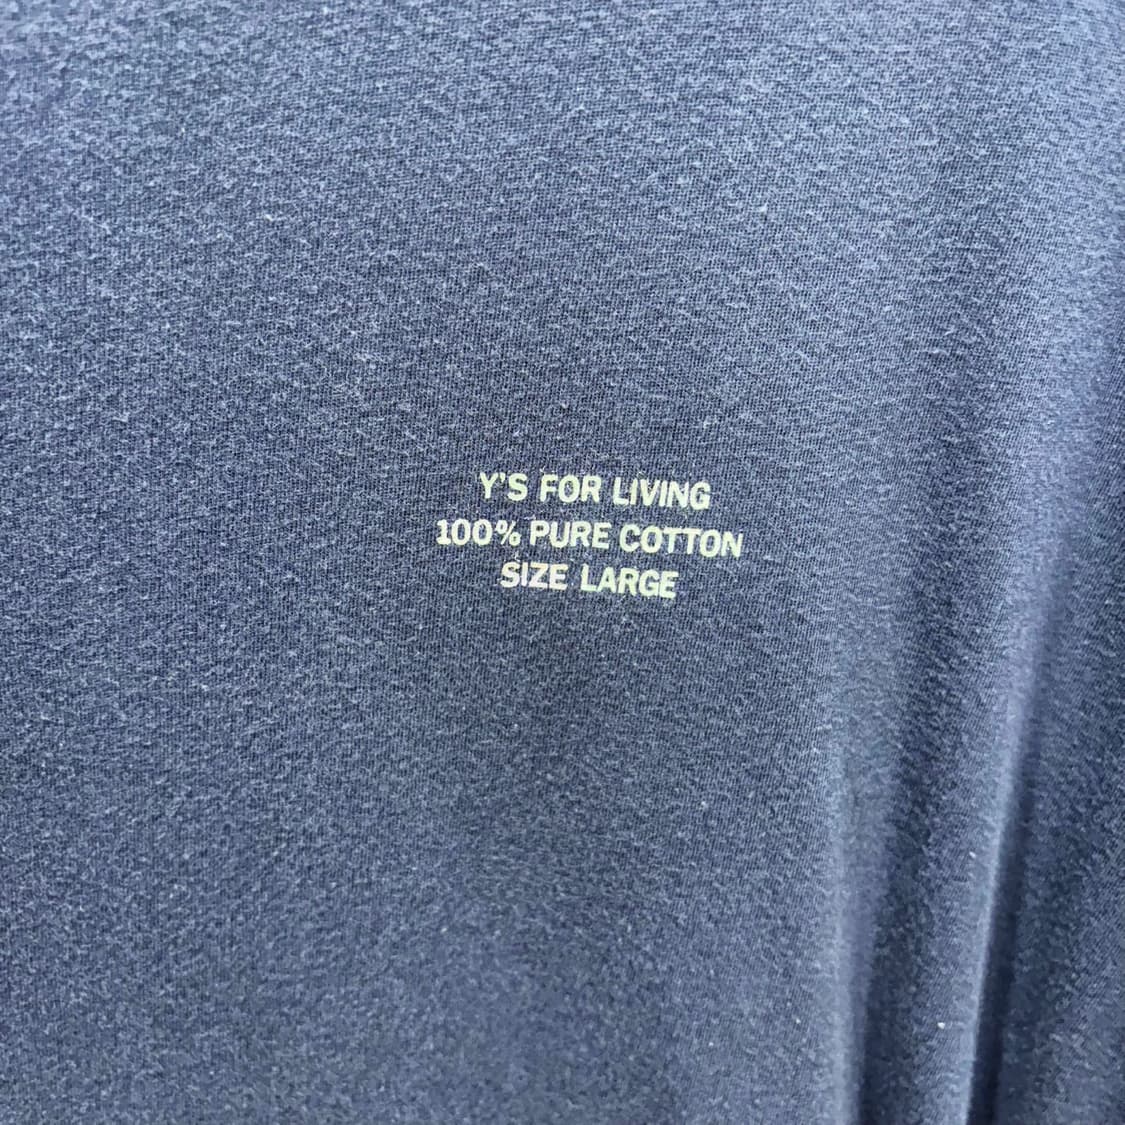 Y'S FOR LIVING
100% PURE COTTON
SIZE LARGE